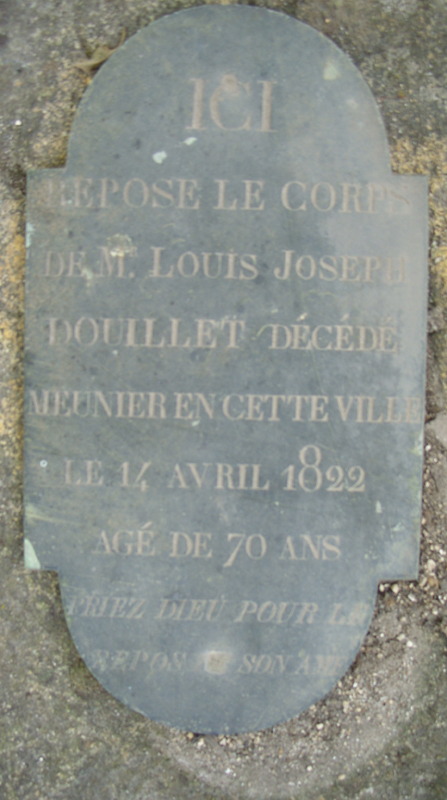 ICI
REPOSE LE CORPS
DE M. LOUIS JOSEPH
DOUILLET DÉCÉDÉ
MEUNIER EN CETTE VILLE
LE 14 AVRIL 1822
AGÉ DE 70 ANS
PRIEZ DIEU POUR LE
REPOS DE SON AME